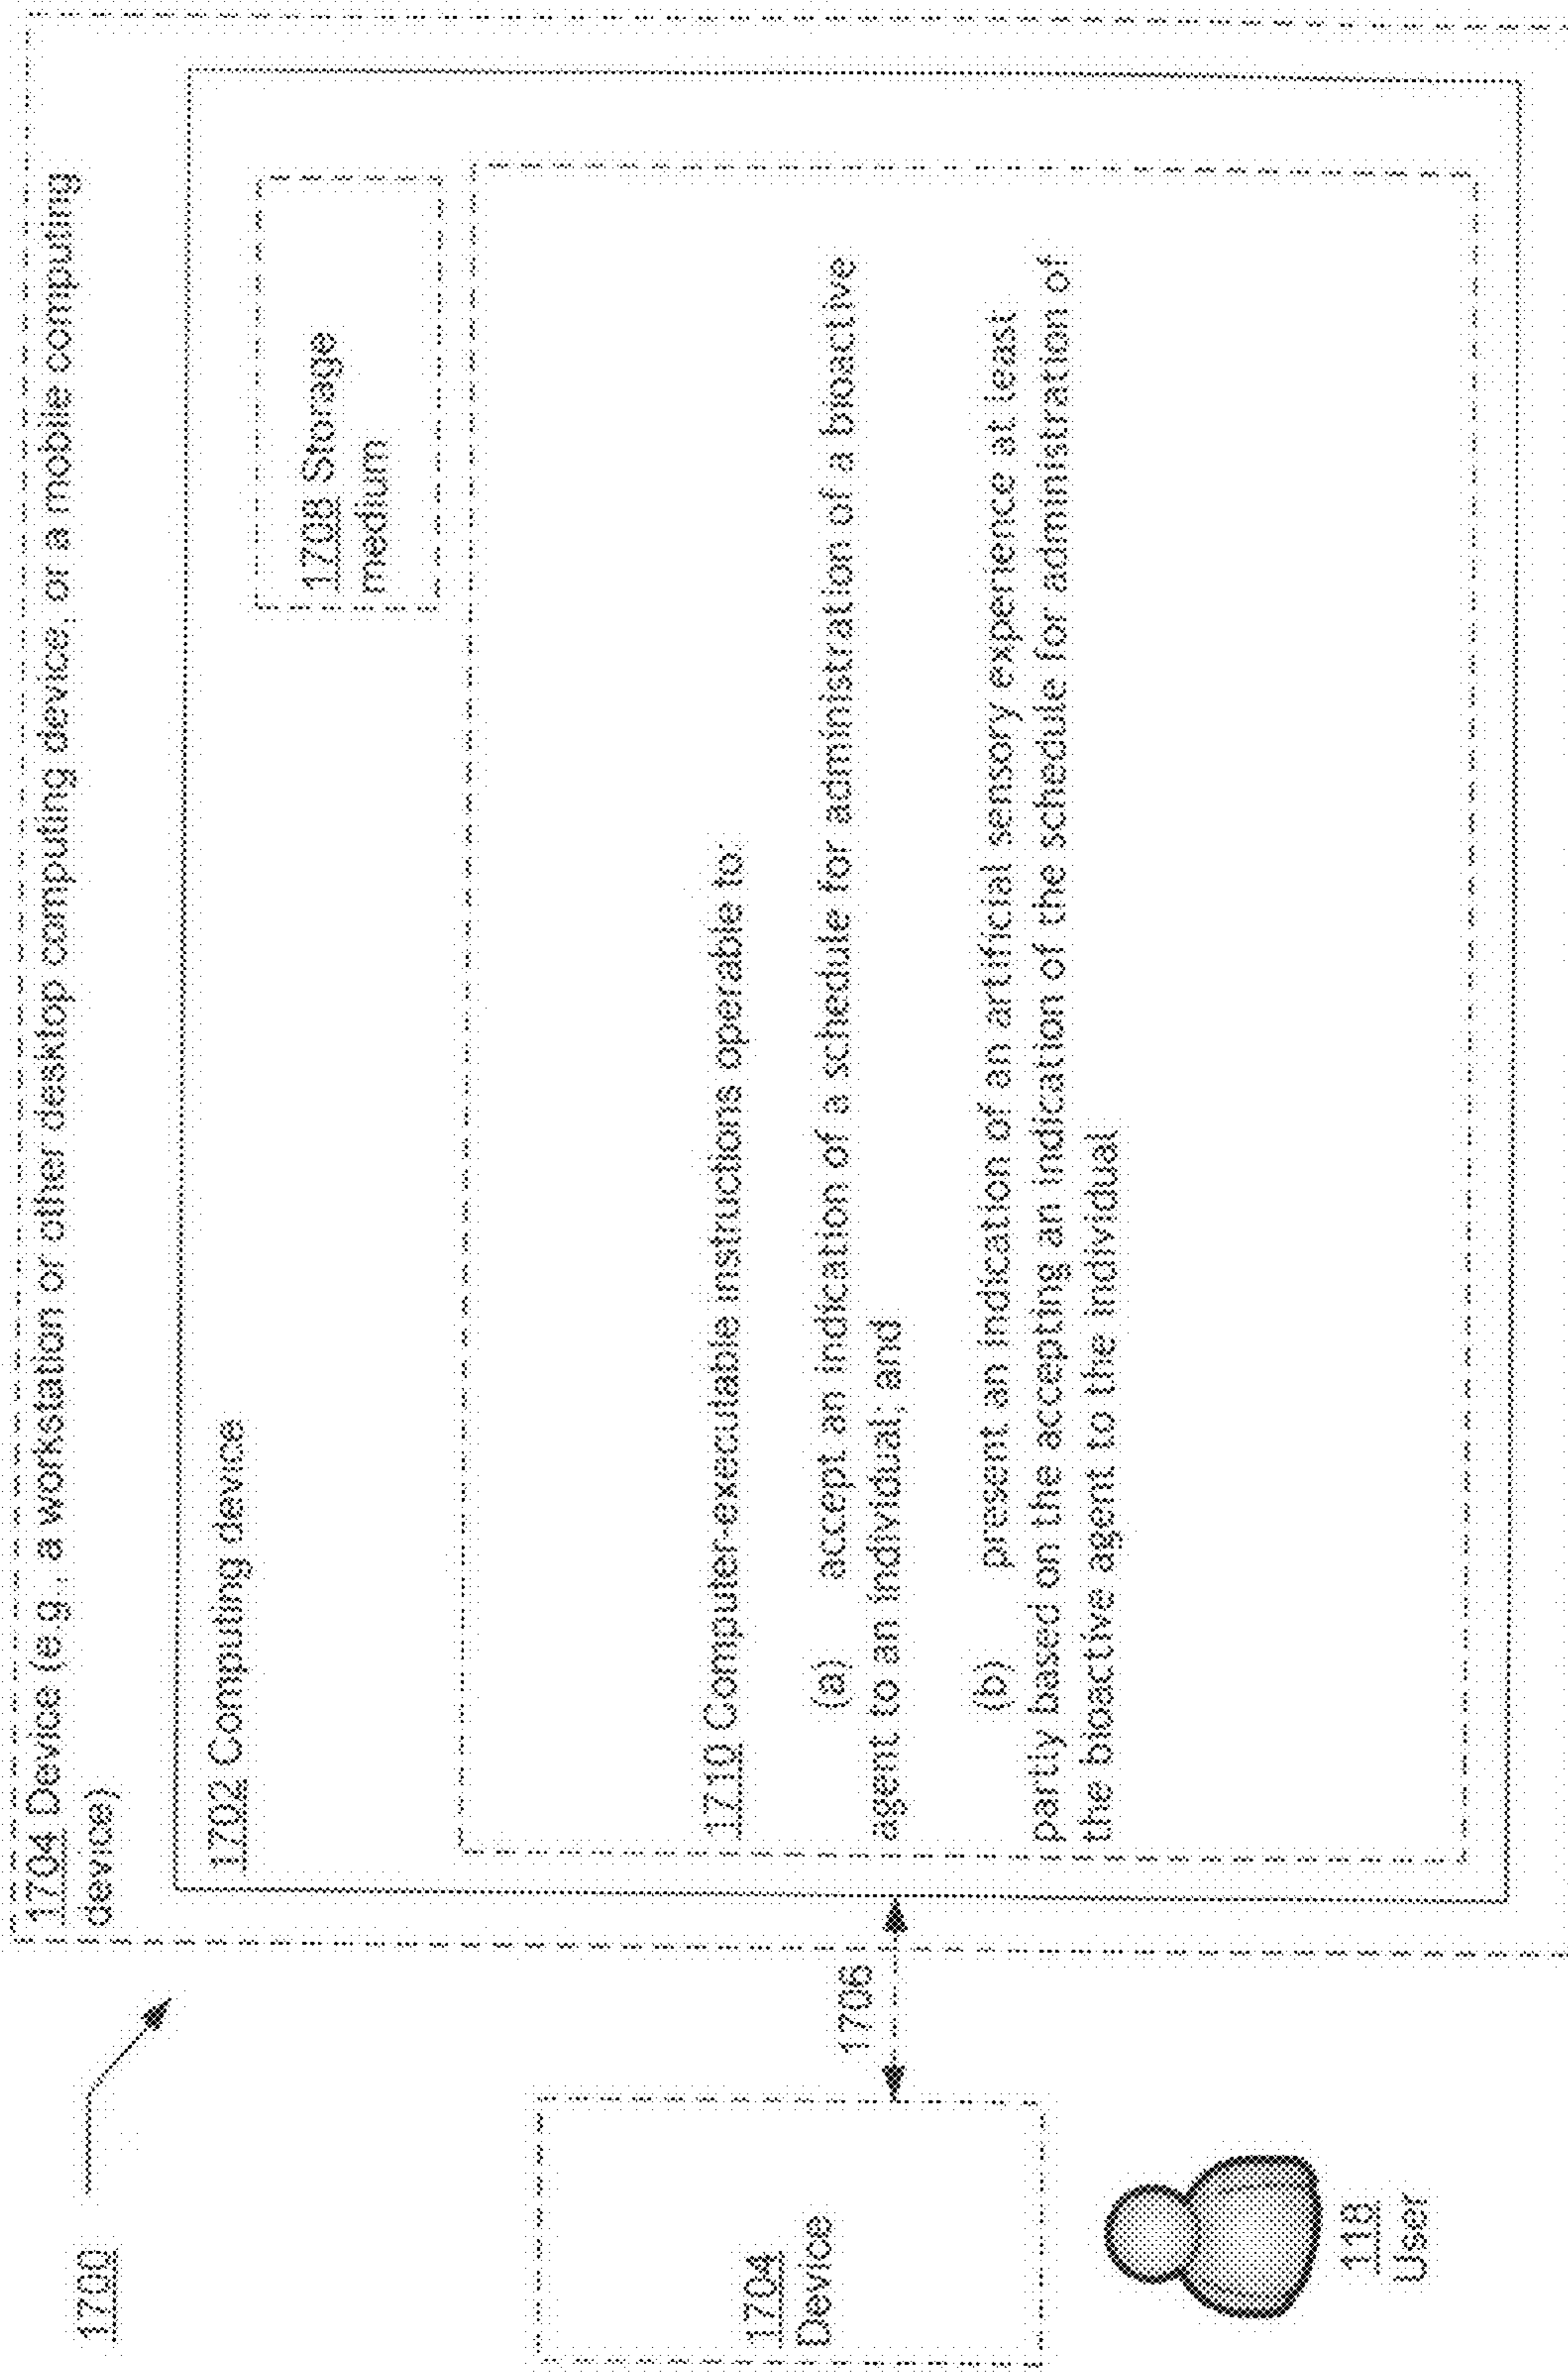 1700
1704 Device (e.g., a workstation or other desktop computing device, or a mobile computing
device)
1702 Computing device
1708 Storage
medium
1710 Computer-executable instructions operable to:
(a) accept an indication of a schedule for administration of a bioactive
agent to an individual; and
(b) present an indication of an artificial sensory experience at least
partly based on the accepting an indication of the schedule for administration of
the bioactive agent to the individual
1706
1704
Device
118
User